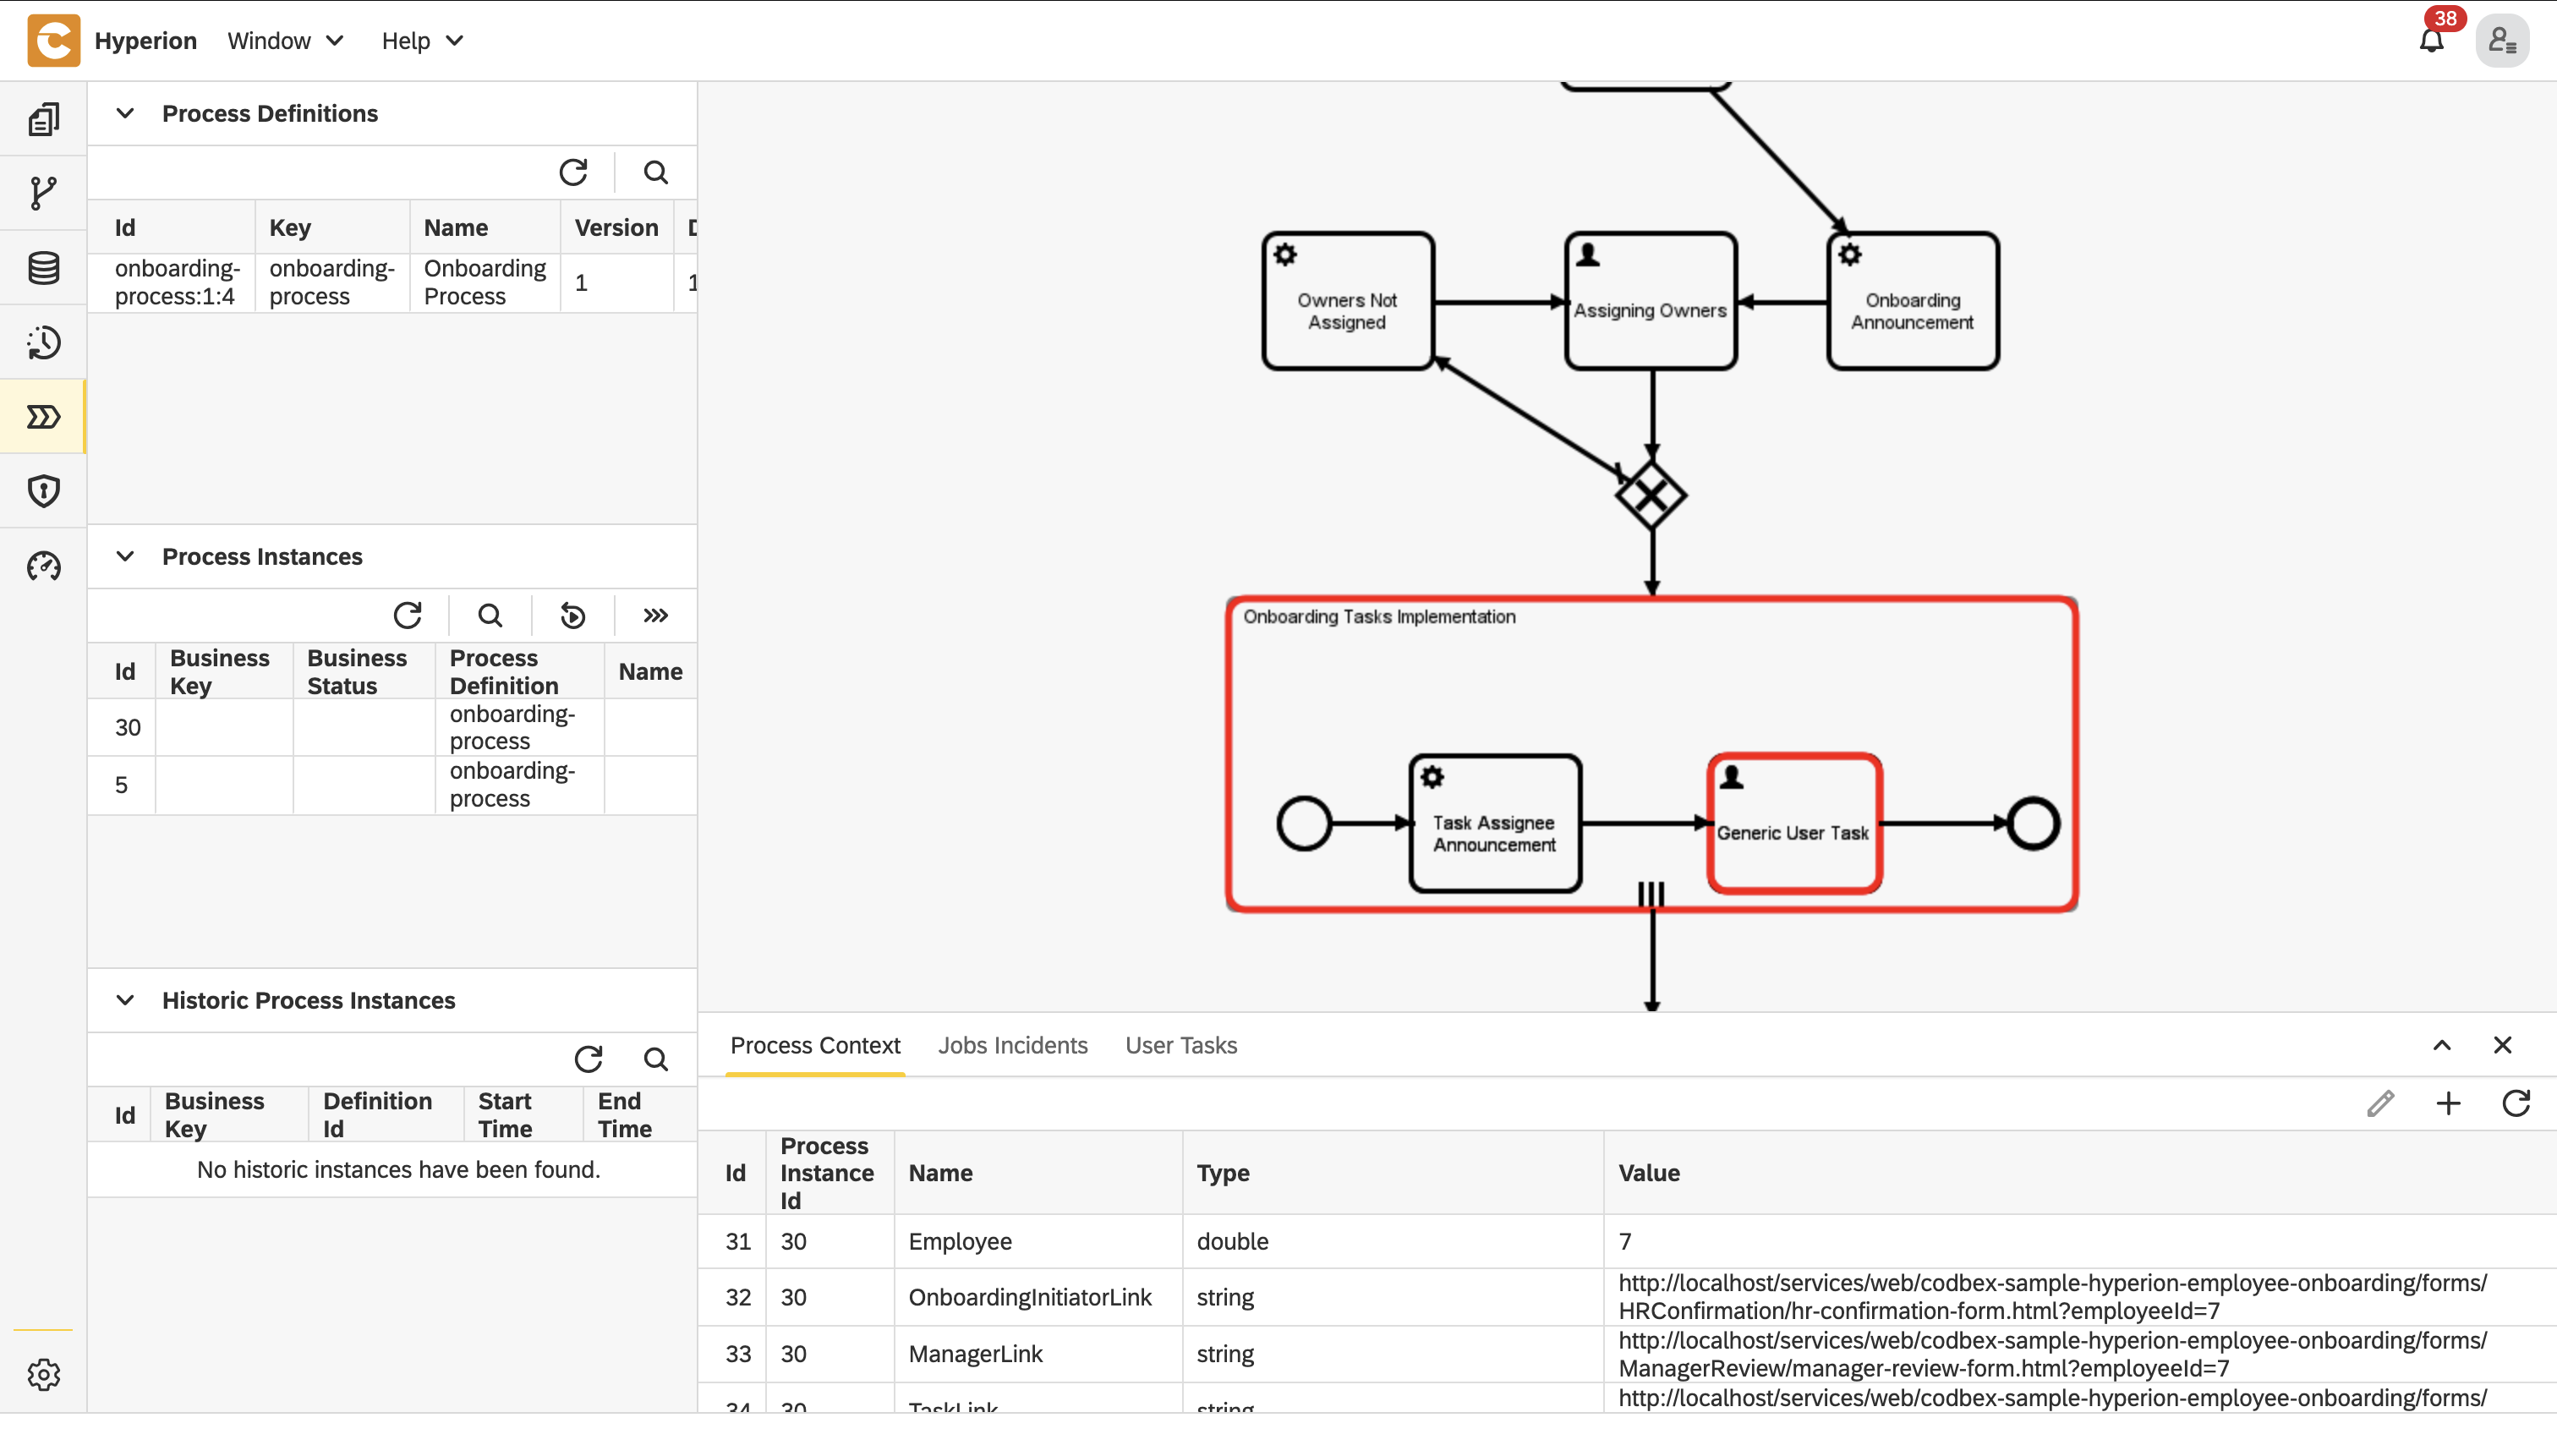 Hyperion Window Help
38
Process Definitions
Id Key Name Version D
onboarding- onboarding- Onboarding 1 1
process:1:4 process Process
Process Instances
Id Business Business Process Name
Key Status Definition
30 onboarding-
process
5 onboarding-
process
Historic Process Instances
Id Business Definition Start End
Key Id Time Time
No historic instances have been found.
Owners Not
Assigned
Assigning Owners
Onboarding
Announcement
Onboarding Tasks Implementation
Task Assignee
Announcement
Generic User Task
Process Context Jobs Incidents User Tasks
Id Process Name Type Value
Instance
Id
31 30 Employee double 7
32 30 OnboardingInitiatorLink string http://localhost/services/web/codbex-sample-hyperion-employee-onboarding/forms/
HRConfirmation/hr-confirmation-form.html?employeeId=7
33 30 ManagerLink string http://localhost/services/web/codbex-sample-hyperion-employee-onboarding/forms/
ManagerReview/manager-review-form.html?employeeId=7
34 30 TaskLink string http://localhost/services/web/codbex-sample-hyperion-employee-onboarding/forms/